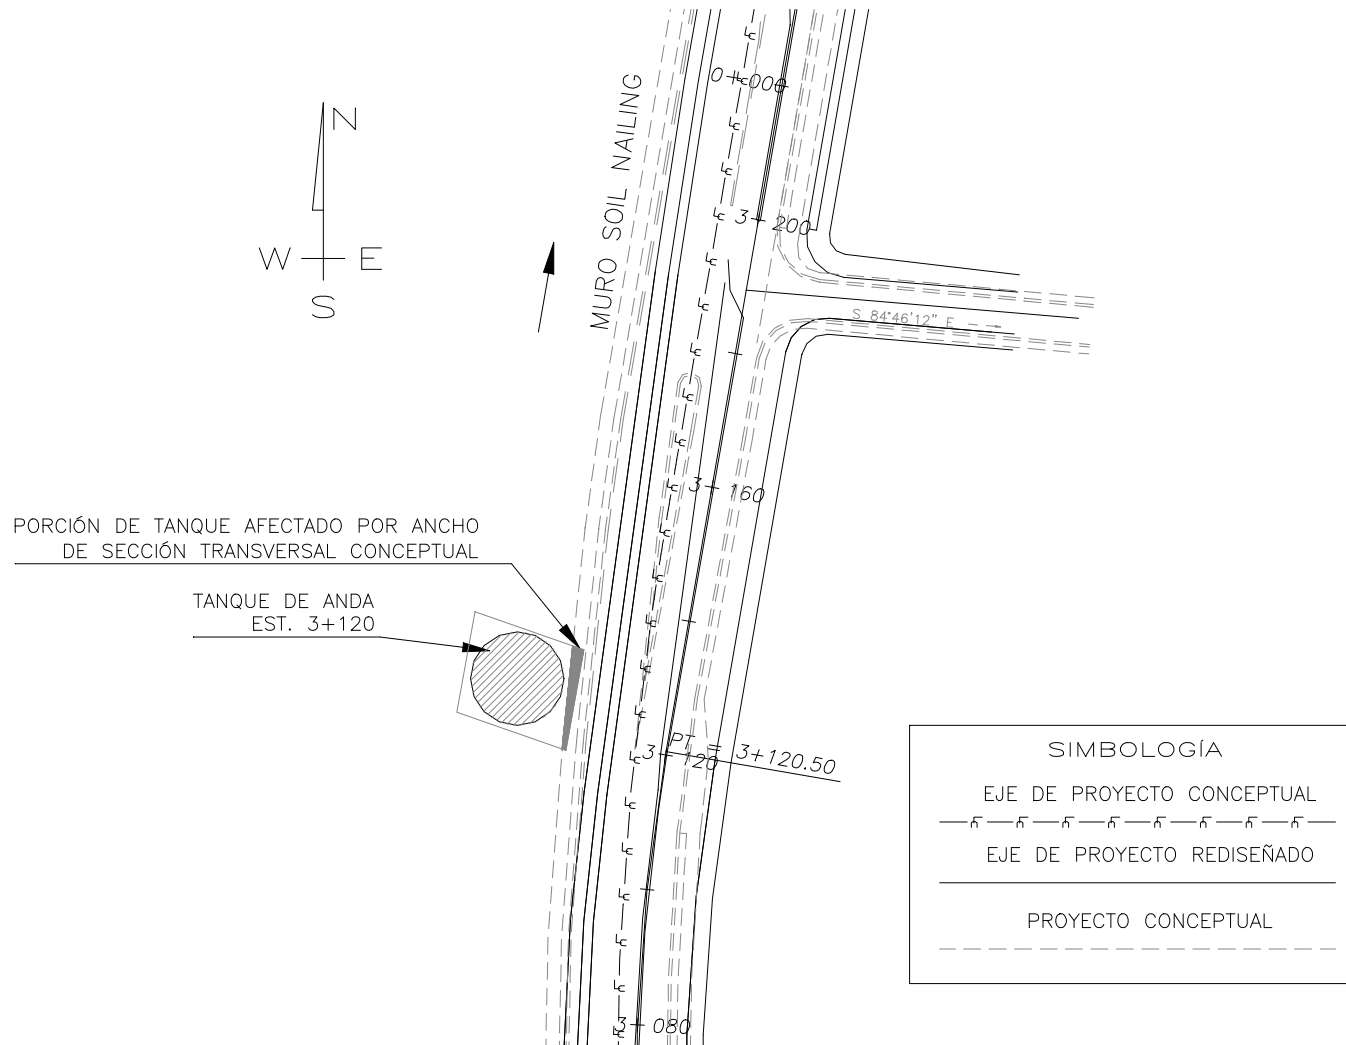 N
W E
S
MURO SOIL NAILING
0+000
3+200
S 84°46'12" E
3+160
PORCIÓN DE TANQUE AFECTADO POR ANCHO
DE SECCIÓN TRANSVERSAL CONCEPTUAL
TANQUE DE ANDA
EST. 3+120
PT = 3+120.50
3+120
3+080
SIMBOLOGÍA
EJE DE PROYECTO CONCEPTUAL
EJE DE PROYECTO REDISEÑADO
PROYECTO CONCEPTUAL